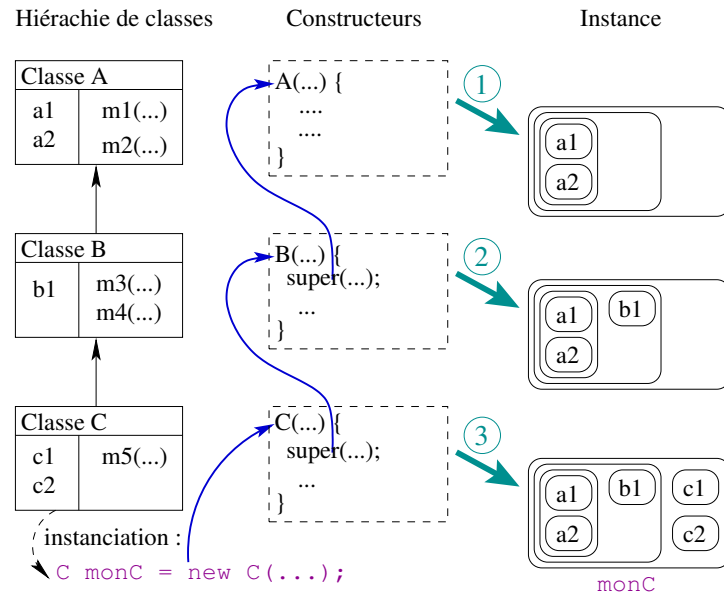 Hiérachie de classes
Constructeurs
Instance
Classe A
a1
a2
m1(...)
m2(...)
A(...) {
....
....
}
1
a1
a2
Classe B
b1
m3(...)
m4(...)
B(...) {
super(...);
...
}
2
a1
b1
a2
Classe C
c1
c2
m5(...)
C(...) {
super(...);
...
}
3
a1
b1
c1
a2
c2
instanciation :
C monC = new C(...);
monC